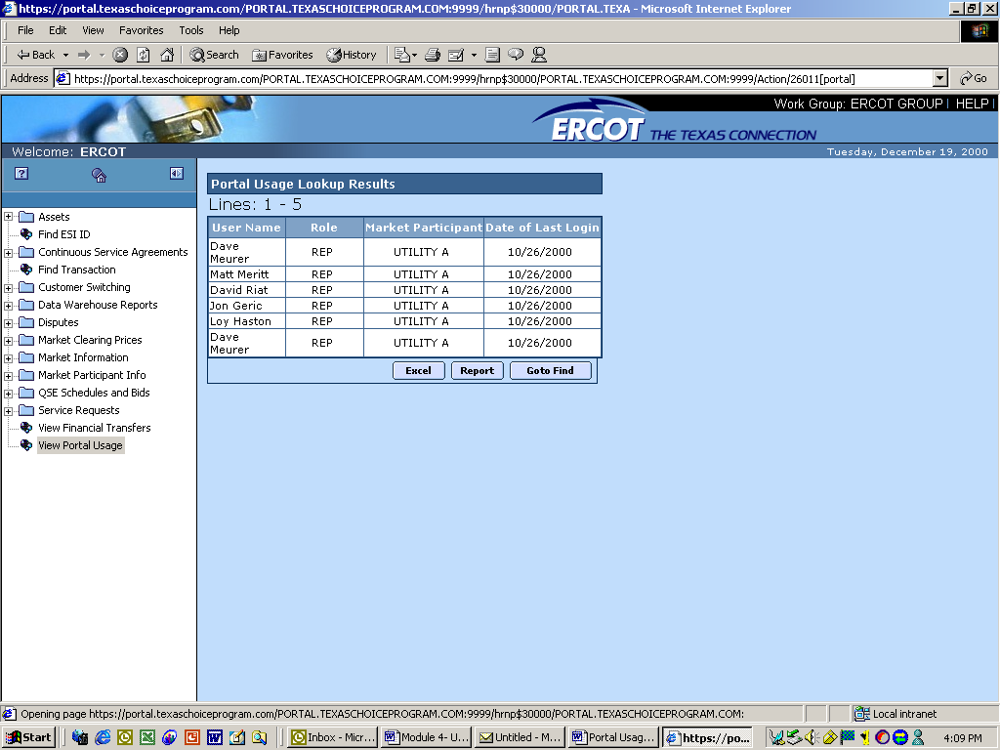 https://portal.texaschoiceprogram.com/PORTAL.TEXASCHOICEPROGRAM.COM:9999/hrnp$30000/PORTAL.TEXA - Microsoft Internet Explorer
File Edit View Favorites Tools Help
Back Search Favorites History
Address https://portal.texaschoiceprogram.com/PORTAL.TEXASCHOICEPROGRAM.COM:9999/hrnp$30000/PORTAL.TEXASCHOICEPROGRAM.COM:9999/Action/26011[portal] Go
Work Group: ERCOT GROUP | HELP |
ERCOT THE TEXAS CONNECTION
Welcome: ERCOT
Tuesday, December 19, 2000
Assets
Find ESI ID
Continuous Service Agreements
Find Transaction
Customer Switching
Data Warehouse Reports
Disputes
Market Clearing Prices
Market Information
Market Participant Info
QSE Schedules and Bids
Service Requests
View Financial Transfers
View Portal Usage
Portal Usage Lookup Results
Lines: 1 - 5
User Name Role Market Participant Date of Last Login
Dave
Meurer REP UTILITY A 10/26/2000
Matt Meritt REP UTILITY A 10/26/2000
David Riat REP UTILITY A 10/26/2000
Jon Geric REP UTILITY A 10/26/2000
Loy Haston REP UTILITY A 10/26/2000
Dave
Meurer REP UTILITY A 10/26/2000
Excel Report Goto Find
Opening page https://portal.texaschoiceprogram.com/PORTAL.TEXASCHOICEPROGRAM.COM:9999/hrnp$30000/PORTAL.TEXASCHOICEPROGRAM.COM: Local intranet
Start Inbox - Micr... Module 4- U... Untitled - M... Portal Usag... https://po... 4:09 PM